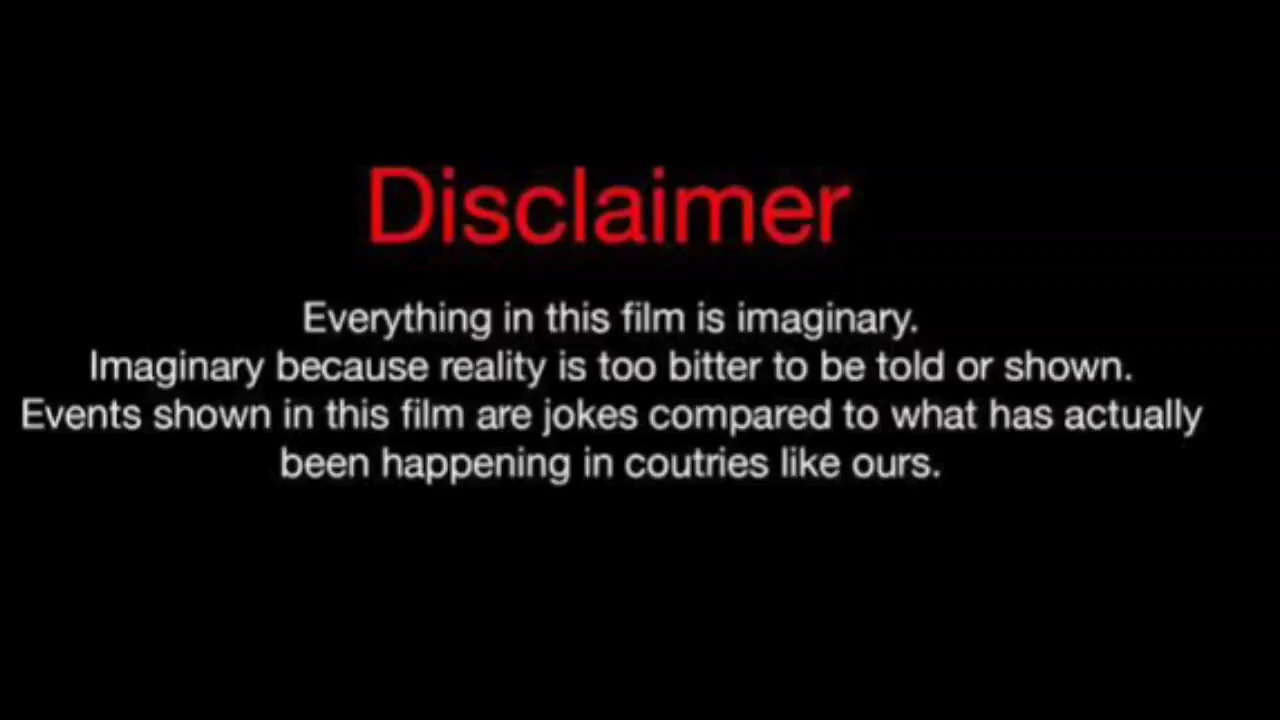 Disclaimer
Everything in this film is imaginary.
Imaginary because reality is too bitter to be told or shown.
Events shown in this film are jokes compared to what has actually
been happening in coutries like ours.